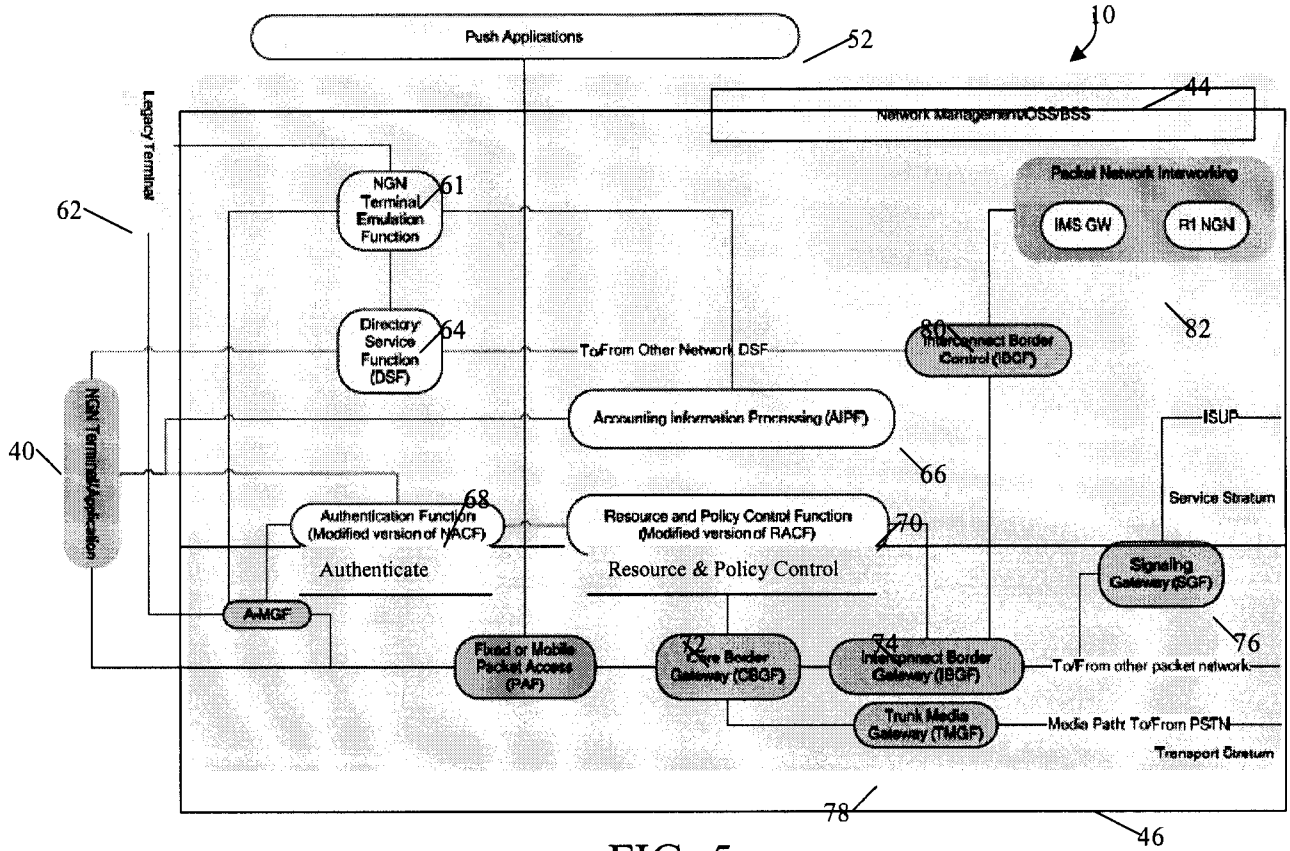 Push Applications
52
10
44
Network Management/OSS/BSS
Legacy Terminal
62
NGN
Terminal
Emulation
Function
61
Packet Network Interworking
IMS GW
R1 NGN
82
Directory
Service
Function
(DSF)
64
To/From Other Network DSF
80
Interconnect Border
Control (IBCF)
NGN Terminal/Application
40
Accounting Information Processing (AIPF)
66
ISUP
Service Stratum
Authentication Function
(Modified version of NACF)
68
Resource and Policy Control Function
(Modified version of RACF)
70
Authenticate
Resource & Policy Control
Signaling
Gateway (SGF)
76
A-MGF
Fixed or Mobile
Packet Access
(PAF)
72
Core Border
Gateway (CBGF)
74
Interconnect Border
Gateway (IBGF)
To/From other packet network
Trunk Media
Gateway (TMGF)
Media Path To/From PSTN
Transport Stratum
78
46
FIG. 5